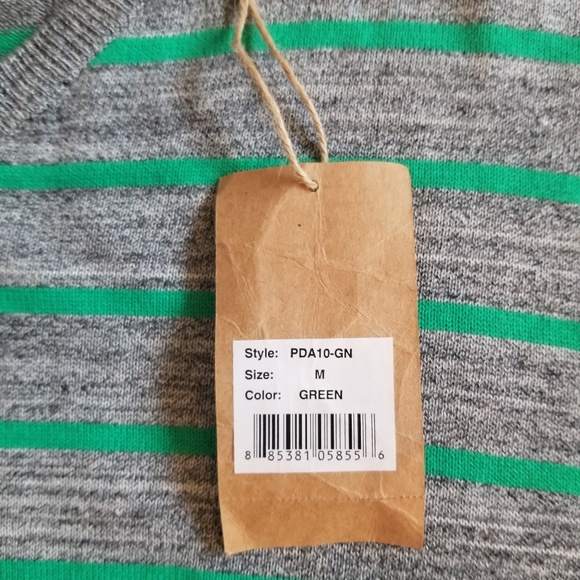 Style: PDA10-GN
Size: M
Color: GREEN
8 85381 05855 6